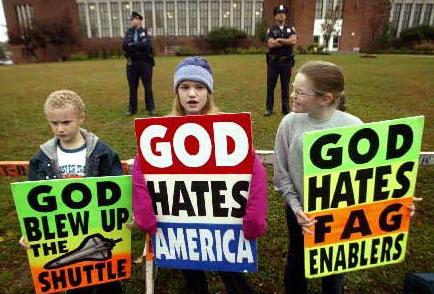 GOD
BLEW UP
THE
SHUTTLE
GOD
HATES
AMERICA
GOD
HATES
FAG
ENABLERS